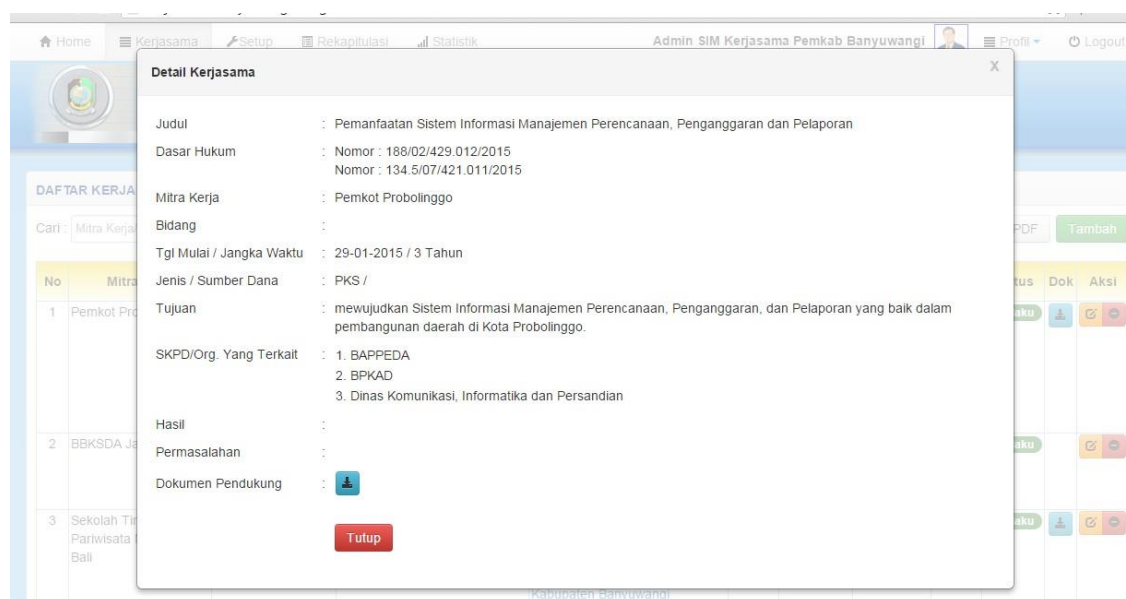 Home Kerjasama Setup Rekapitulasi Statistik Admin SIM Kerjasama Pemkab Banyuwangi Profil Logout
Detail Kerjasama X
Judul : Pemanfaatan Sistem Informasi Manajemen Perencanaan, Penganggaran dan Pelaporan
Dasar Hukum : Nomor : 188/02/429.012/2015
Nomor : 134.5/07/421.011/2015
DAFTAR KERJA
Mitra Kerja : Pemkot Probolinggo
Cari : Mitra Kerja
Bidang :
PDF Tambah
Tgl Mulai / Jangka Waktu : 29-01-2015 / 3 Tahun
No Mitra
Jenis / Sumber Dana : PKS /
tus Dok Aksi
1 Pemkot Pro
Tujuan : mewujudkan Sistem Informasi Manajemen Perencanaan, Penganggaran, dan Pelaporan yang baik dalam
pembangunan daerah di Kota Probolinggo.
aku
SKPD/Org. Yang Terkait : 1. BAPPEDA
2. BPKAD
3. Dinas Komunikasi, Informatika dan Persandian
Hasil :
2 BBKSDA Ja
aku
Permasalahan :
Dokumen Pendukung :
3 Sekolah Tin
Pariwisata
Bali
aku
Tutup
Kabupaten Banyuwangi